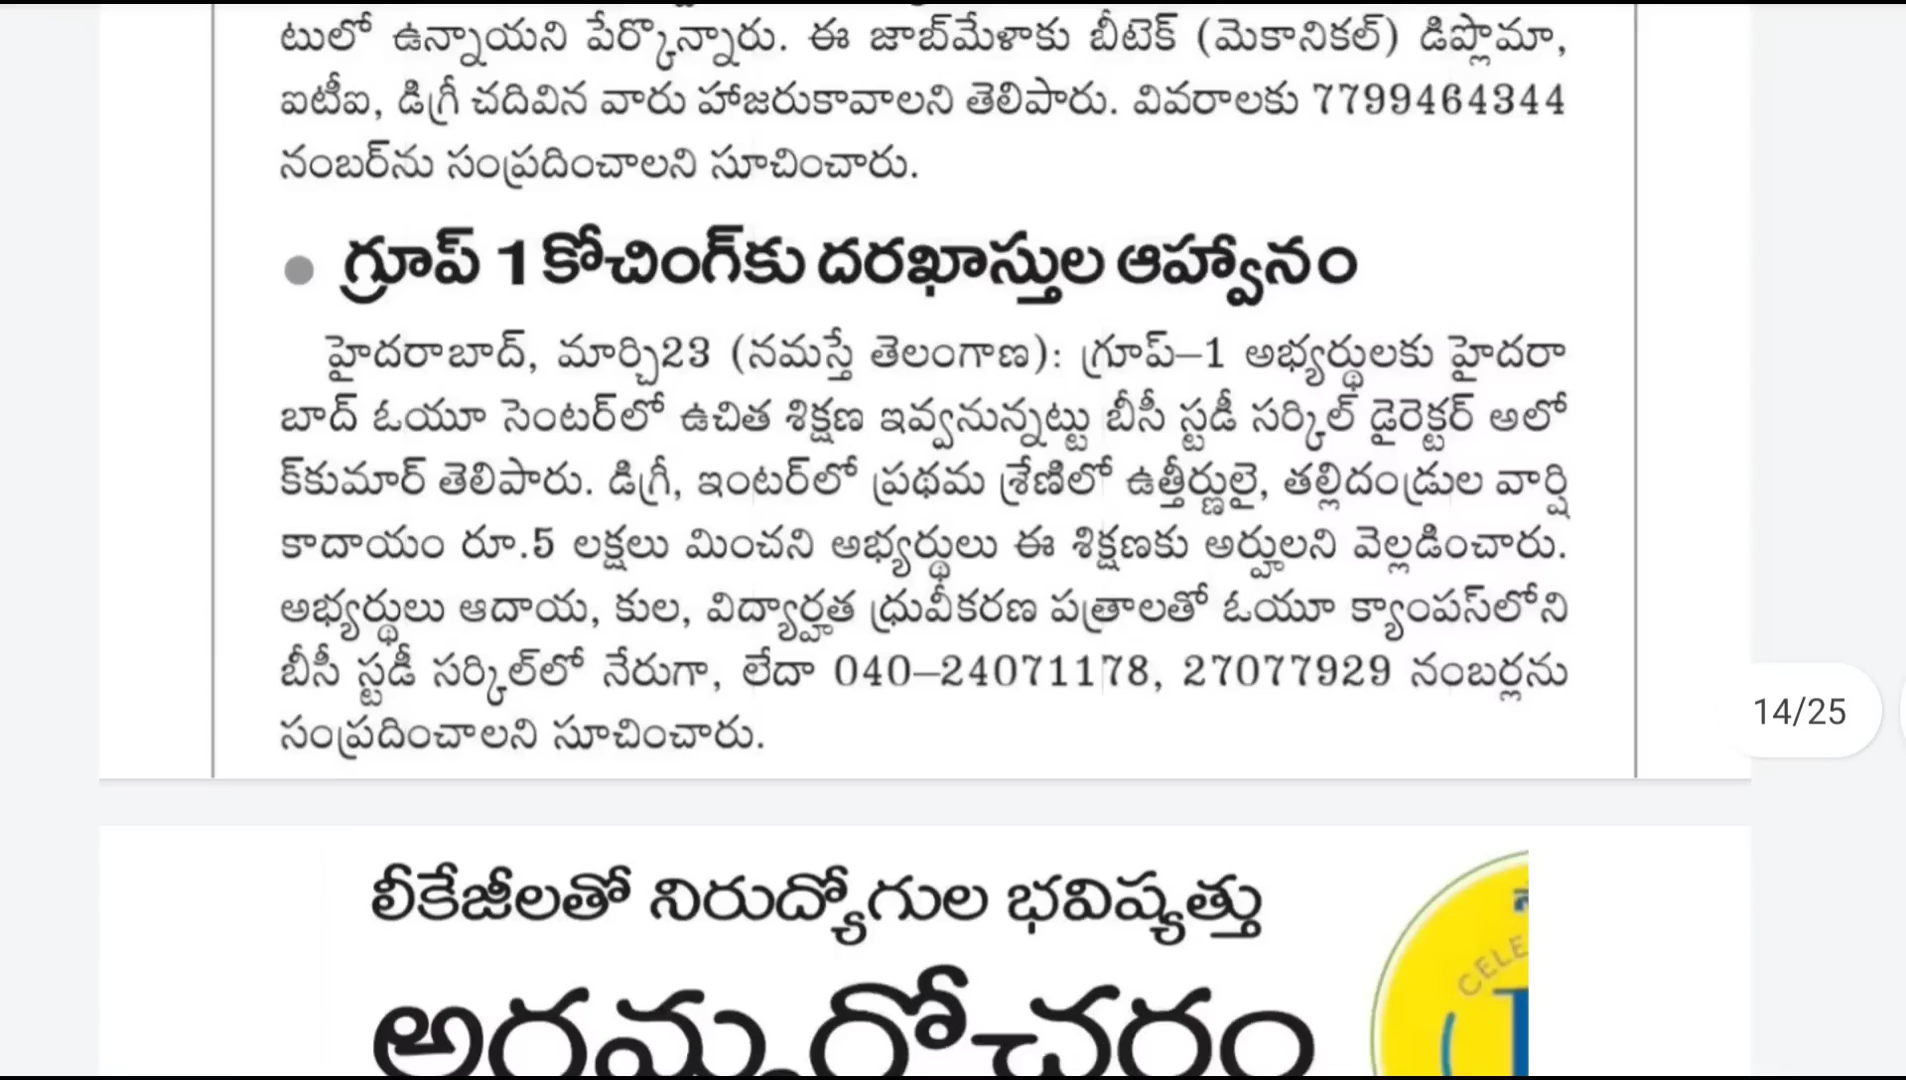 టులో ఉన్నాయని పేర్కొన్నారు. ఈ జాబ్‌మేళాకు బీటెక్ (మెకానికల్) డిప్లొమా,
ఐటీఐ, డిగ్రీ చదివిన వారు హాజరుకావాలని తెలిపారు. వివరాలకు 7799464344
నంబర్‌ను సంప్రదించాలని సూచించారు.
● గ్రూప్ 1 కోచింగ్‌కు దరఖాస్తుల ఆహ్వానం
హైదరాబాద్, మార్చి23 (నమస్తే తెలంగాణ): గ్రూప్–1 అభ్యర్థులకు హైదరా
బాద్ ఓయూ సెంటర్‌లో ఉచిత శిక్షణ ఇవ్వనున్నట్టు బీసీ స్టడీ సర్కిల్ డైరెక్టర్ అలో
క్‌కుమార్ తెలిపారు. డిగ్రీ, ఇంటర్‌లో ప్రథమ శ్రేణిలో ఉత్తీర్ణులై, తల్లిదండ్రుల వార్షి
కాదాయం రూ.5 లక్షలు మించని అభ్యర్థులు ఈ శిక్షణకు అర్హులని వెల్లడించారు.
అభ్యర్థులు ఆదాయ, కుల, విద్యార్హత ధ్రువీకరణ పత్రాలతో ఓయూ క్యాంపస్‌లోని
బీసీ స్టడీ సర్కిల్‌లో నేరుగా, లేదా 040–24071178, 27077929 నంబర్లను
సంప్రదించాలని సూచించారు.
14/25
లీకేజీలతో నిరుద్యోగుల భవిష్యత్తు
అగమ్యగోచరం